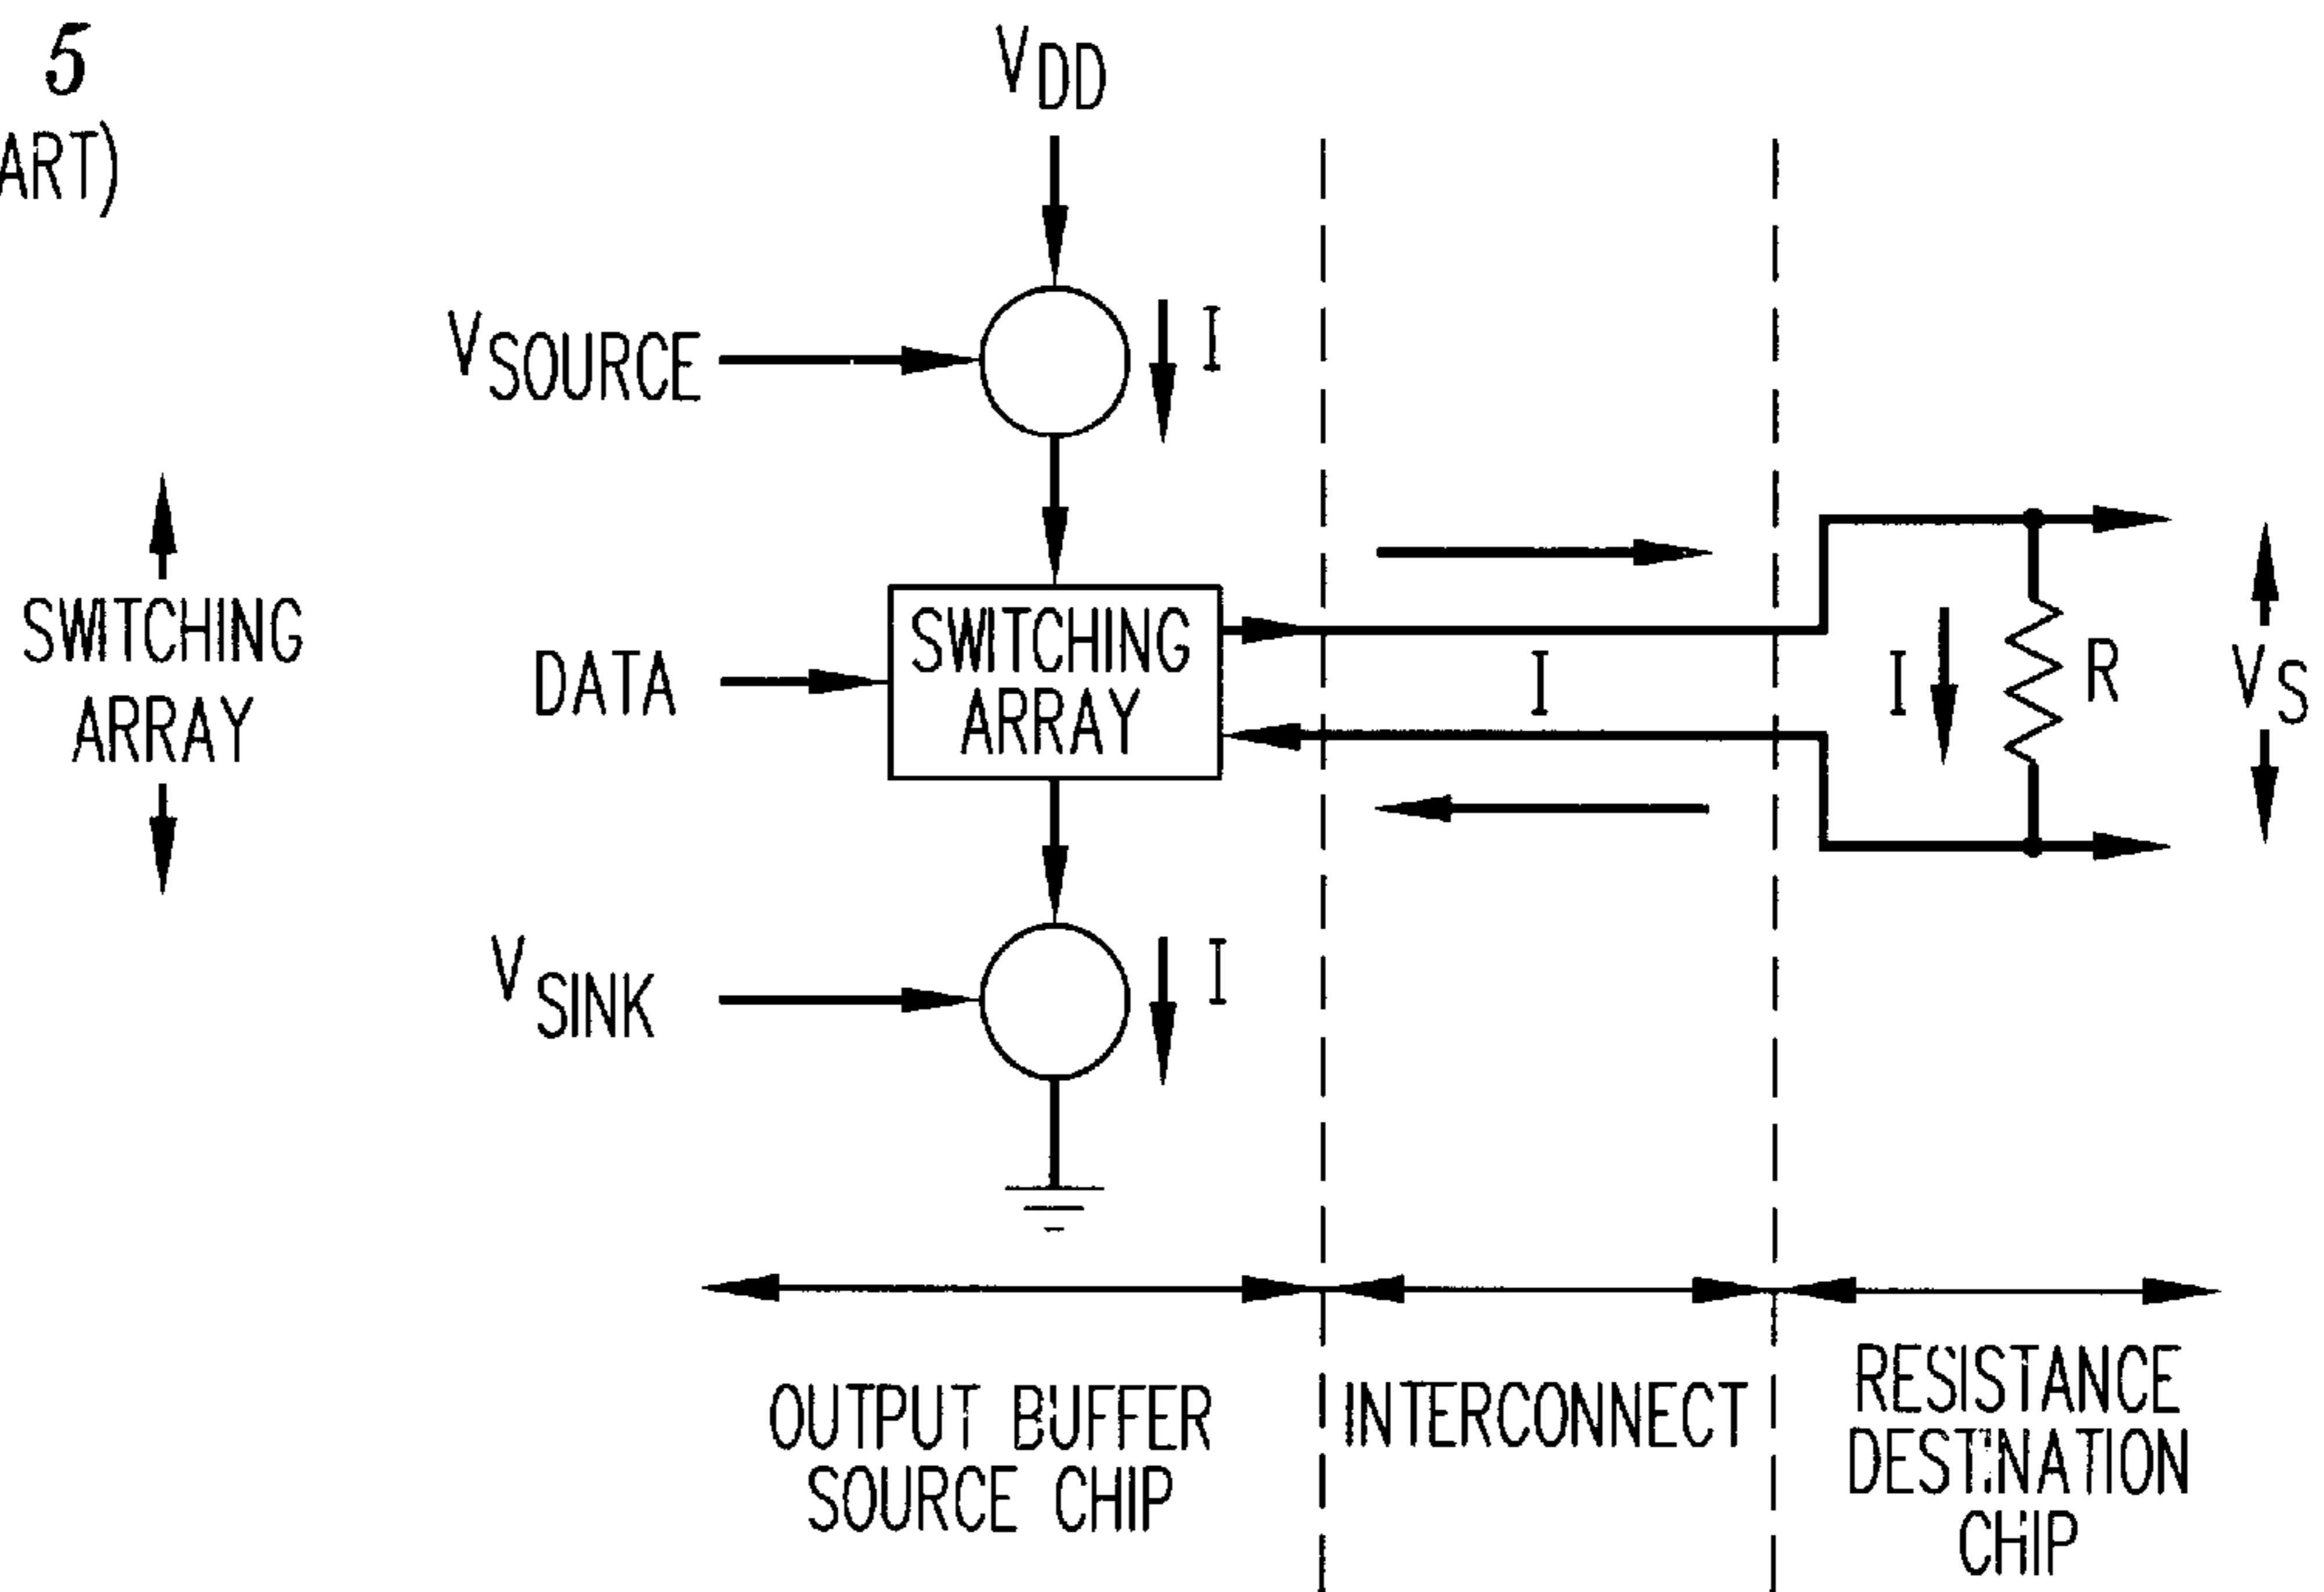 5
ART)
VDD
VSOURCE
I
SWITCHING
ARRAY
DATA
SWITCHING
ARRAY
I
I
R
VS
VSINK
I
OUTPUT BUFFER
SOURCE CHIP
INTERCONNECT
RESISTANCE
DESTINATION
CHIP